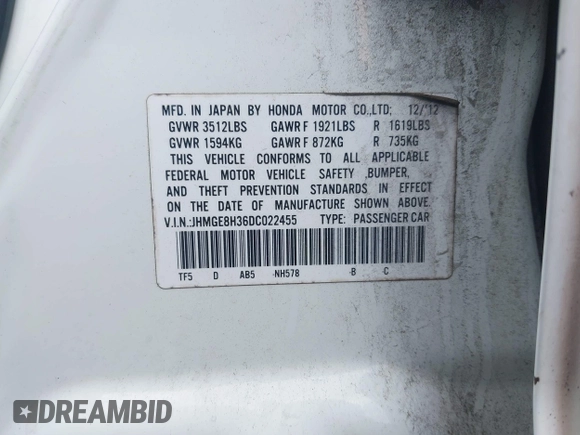 MFD. IN JAPAN BY HONDA MOTOR CO.,LTD; 12/'12
GVWR 3512LBS GAWR F 1921LBS R 1619LBS
GVWR 1594KG GAWR F 872KG R 735KG
THIS VEHICLE CONFORMS TO ALL APPLICABLE
FEDERAL MOTOR VEHICLE SAFETY ,BUMPER,
AND THEFT PREVENTION STANDARDS IN EFFECT
ON THE DATE OF MANUFACTURE SHOWN ABOVE.
V.I.N.:JHMGE8H36DC022455 TYPE: PASSENGER CAR
TF5 D AB5 NH578 B C
DREAMBID